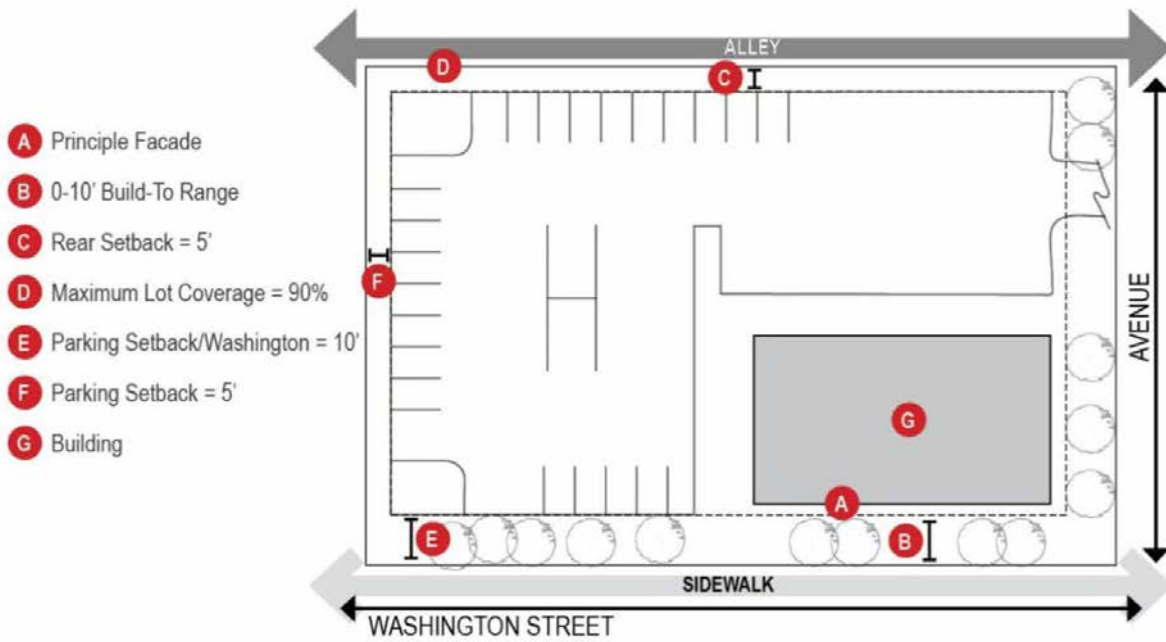 ALLEY
D
C
A Principle Facade
B 0-10' Build-To Range
C Rear Setback = 5'
D Maximum Lot Coverage = 90%
E Parking Setback/Washington = 10'
F Parking Setback = 5'
G Building
F
AVENUE
G
A
E
B
SIDEWALK
WASHINGTON STREET